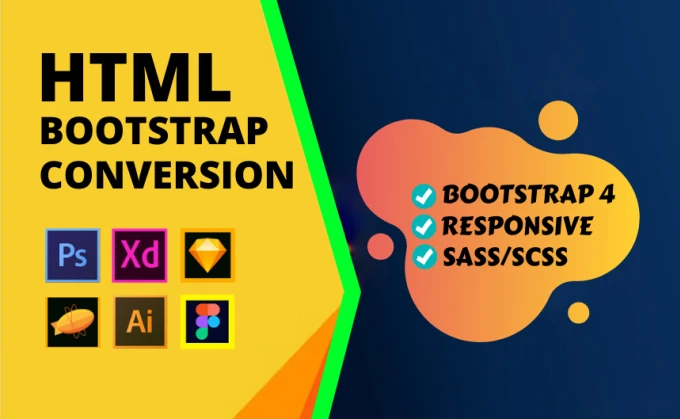 HTML
BOOTSTRAP
CONVERSION
Ps
Xd
Ai
BOOTSTRAP 4
RESPONSIVE
SASS/SCSS